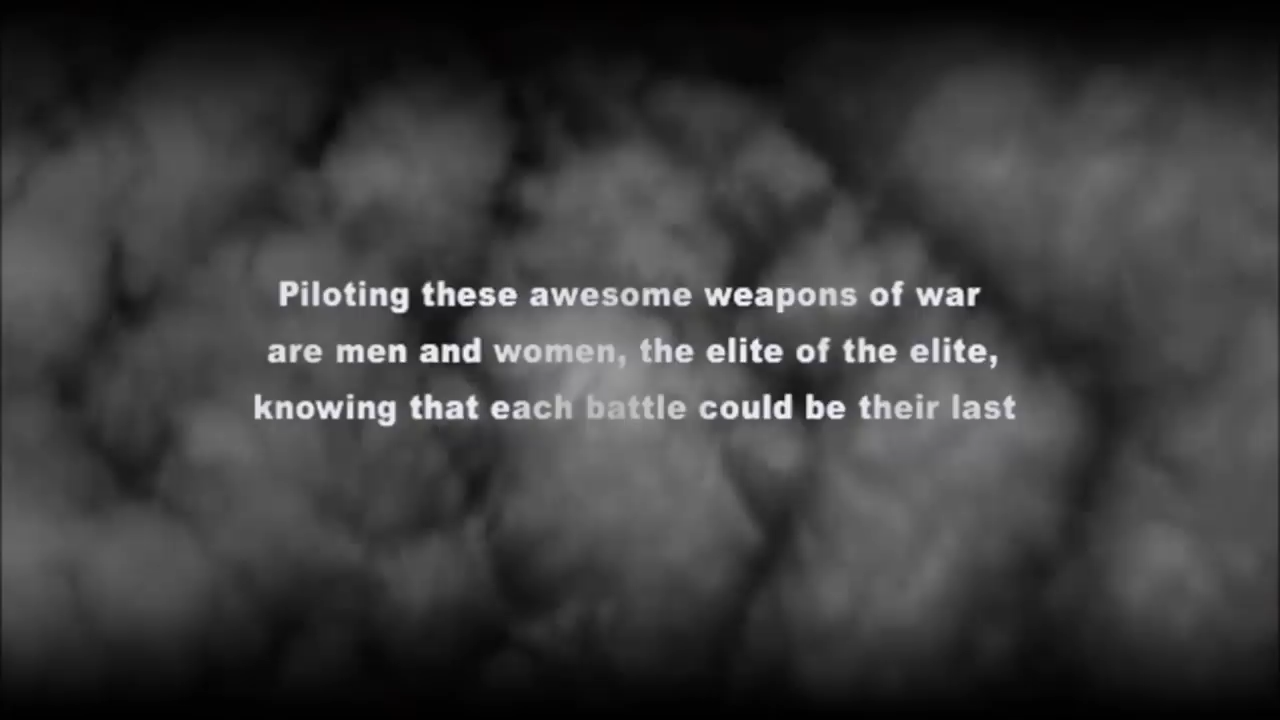 Piloting these awesome weapons of war
are men and women, the elite of the elite,
knowing that each battle could be their last